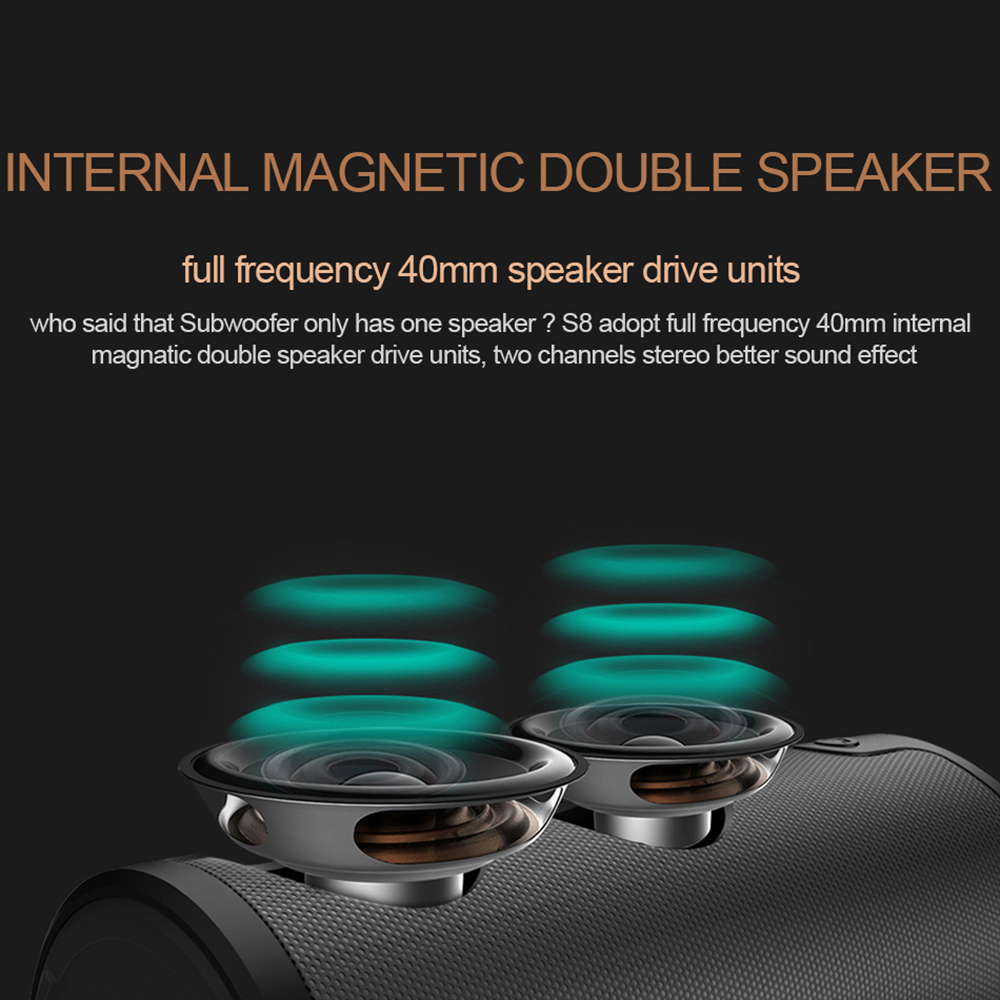 INTERNAL MAGNETIC DOUBLE SPEAKER
full frequency 40mm speaker drive units
who said that Subwoofer only has one speaker ? S8 adopt full frequency 40mm internal
magnatic double speaker drive units, two channels stereo better sound effect